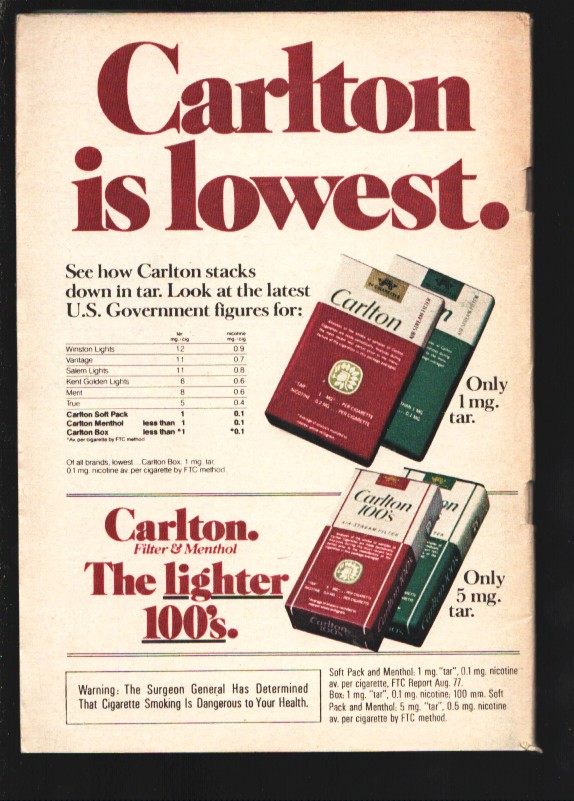 Carlton
is lowest.
See how Carlton stacks
down in tar. Look at the latest
U.S. Government figures for:
tar nicotine
mg./cig mg./cig
Winston Lights 12 0.9
Vantage 11 0.7
Salem Lights 11 0.8
Kent Golden Lights 8 0.6
Merit 8 0.6
True 5 0.4
Carlton Soft Pack 1 0.1
Carlton Menthol less than 1 0.1
Carlton Box less than *1 *0.1
*Av. per cigarette by FTC method
Of all brands, lowest...Carlton Box: 1 mg. tar,
0.1 mg. nicotine av. per cigarette by FTC method.
Carlton
Only
1 mg.
tar.
Carlton.
Filter & Menthol
The lighter
100's.
Carlton
100's
AIR-STREAM FILTER
Carlton 100's
Only
5 mg.
tar.
Warning: The Surgeon General Has Determined
That Cigarette Smoking Is Dangerous to Your Health.
Soft Pack and Menthol: 1 mg. "tar", 0.1 mg. nicotine
av. per cigarette, FTC Report Aug. 77.
Box: 1 mg. "tar", 0.1 mg. nicotine; 100 mm. Soft
Pack and Menthol: 5 mg. "tar", 0.5 mg. nicotine
av. per cigarette by FTC method.